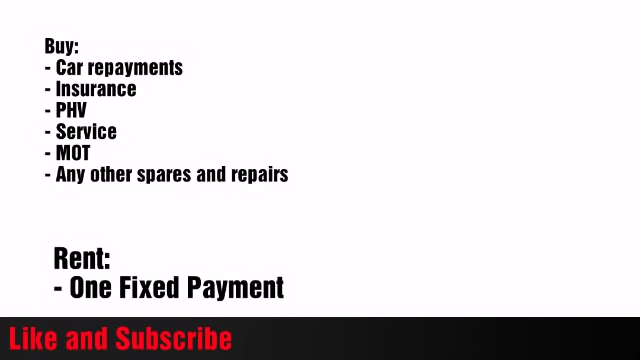 Buy:
- Car repayments
- Insurance
- PHV
- Service
- MOT
- Any other spares and repairs
Rent:
- One Fixed Payment
Like and Subscribe